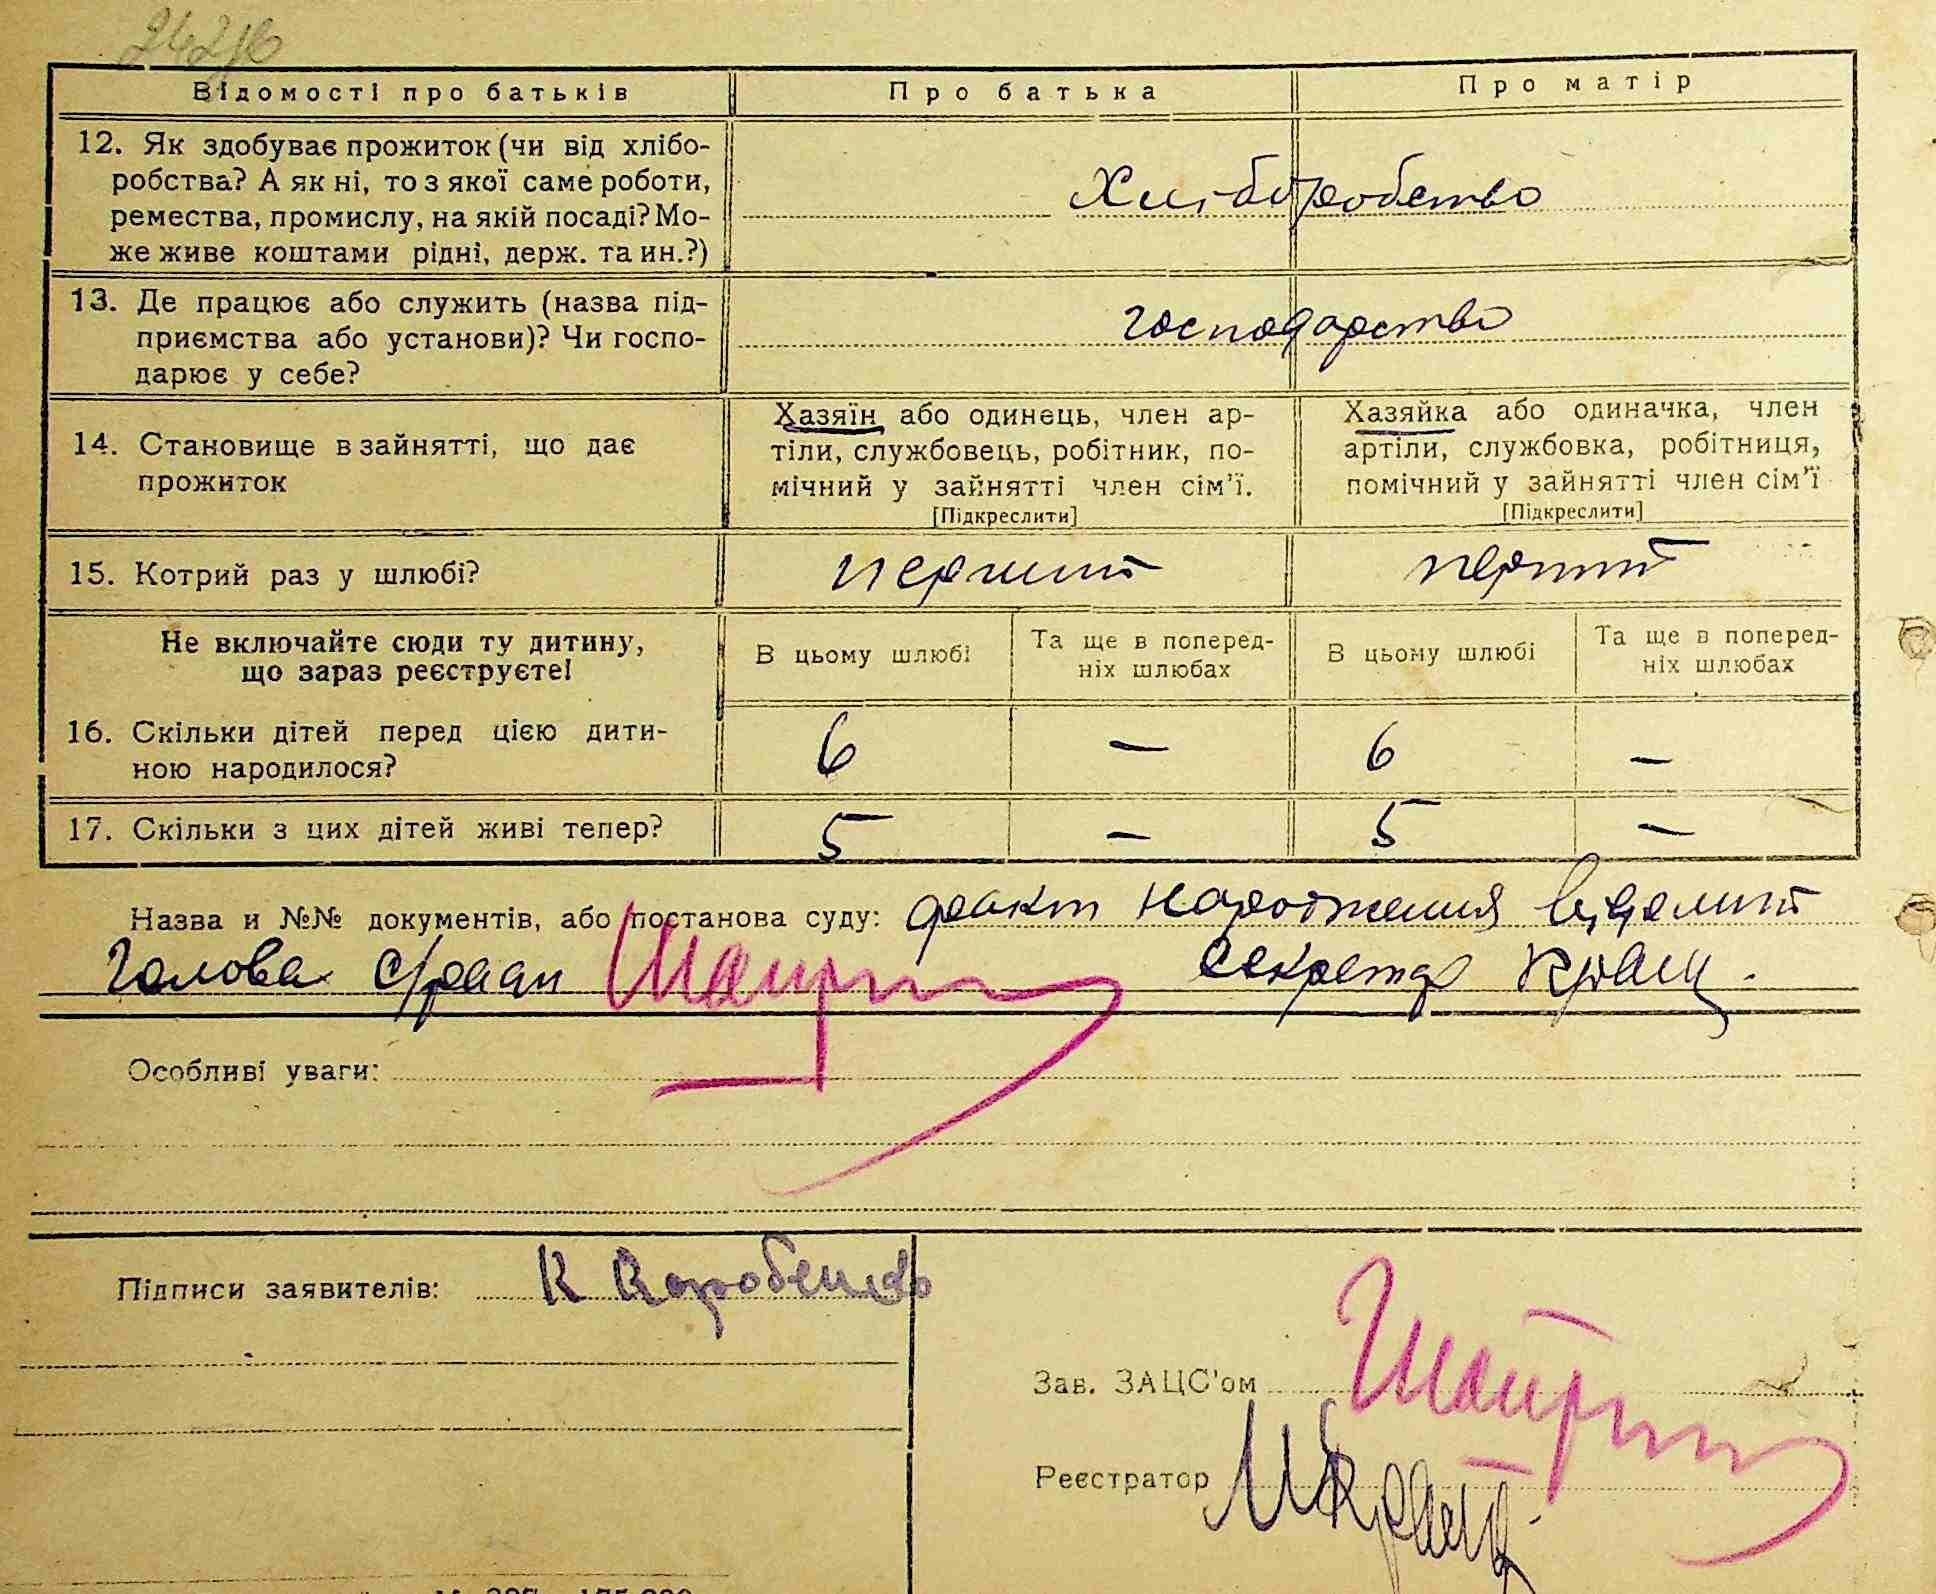 Відомості про батьків Про батька Про матір
12. Як здобуває прожиток (чи від хлібо-
робства? А як ні, то з якої саме роботи,
ремества, промислу, на якій посаді? Мо-
же живе коштами рідні, держ. та ин.?)
Хліборобство
13. Де працює або служить (назва під-
приємства або установи)? Чи госпо-
дарює у себе?
господарство
14. Становище в зайнятті, що дає
прожиток
Хазяїн або одинець, член ар-
тіли, службовець, робітник, по-
мічний у зайнятті член сім'ї.
[Підкреслити]
Хазяйка або одиначка, член
артіли, службовка, робітниця,
помічний у зайнятті член сім'ї
[Підкреслити]
15. Котрий раз у шлюбі? перший перший
Не включайте сюди ту дитину,
що зараз реєструєте!
В цьому шлюбі
Та ще в поперед-
ніх шлюбах
В цьому шлюбі
Та ще в поперед-
ніх шлюбах
16. Скільки дітей перед цією дити-
ною народилося?
6 — 6 —
17. Скільки з цих дітей живі тепер? 5 — 5 —
Назва и №№ документів, або постанова суду: факт народження відомий
Голова с/ради секретар
Особливі уваги:
Підписи заявителів: К Коробенко
Зав. ЗАЦС'ом
Реєстратор